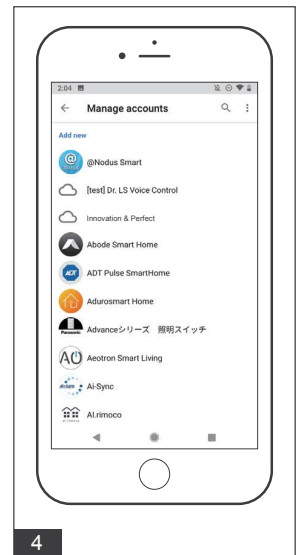 2:04
Manage accounts
Add new
@Nodus Smart
[test] Dr. LS Voice Control
Innovation & Perfect
Abode Smart Home
ADT Pulse SmartHome
ADT
Adurosmart Home
Advanceシリーズ 照明スイッチ
Panasonic
Aeotron Smart Living
Ai-Sync
AI.rimoco
4